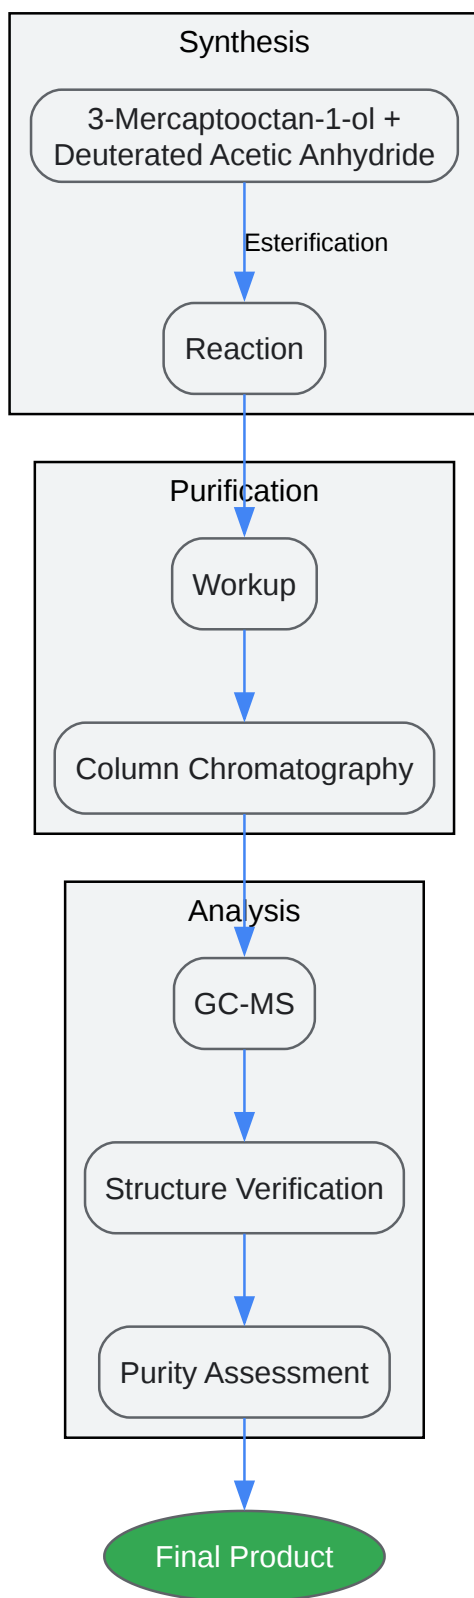 Synthesis
3-Mercaptooctan-1-ol +
Deuterated Acetic Anhydride
Esterification
Reaction
Purification
Workup
Column Chromatography
Analysis
GC-MS
Structure Verification
Purity Assessment
Final Product